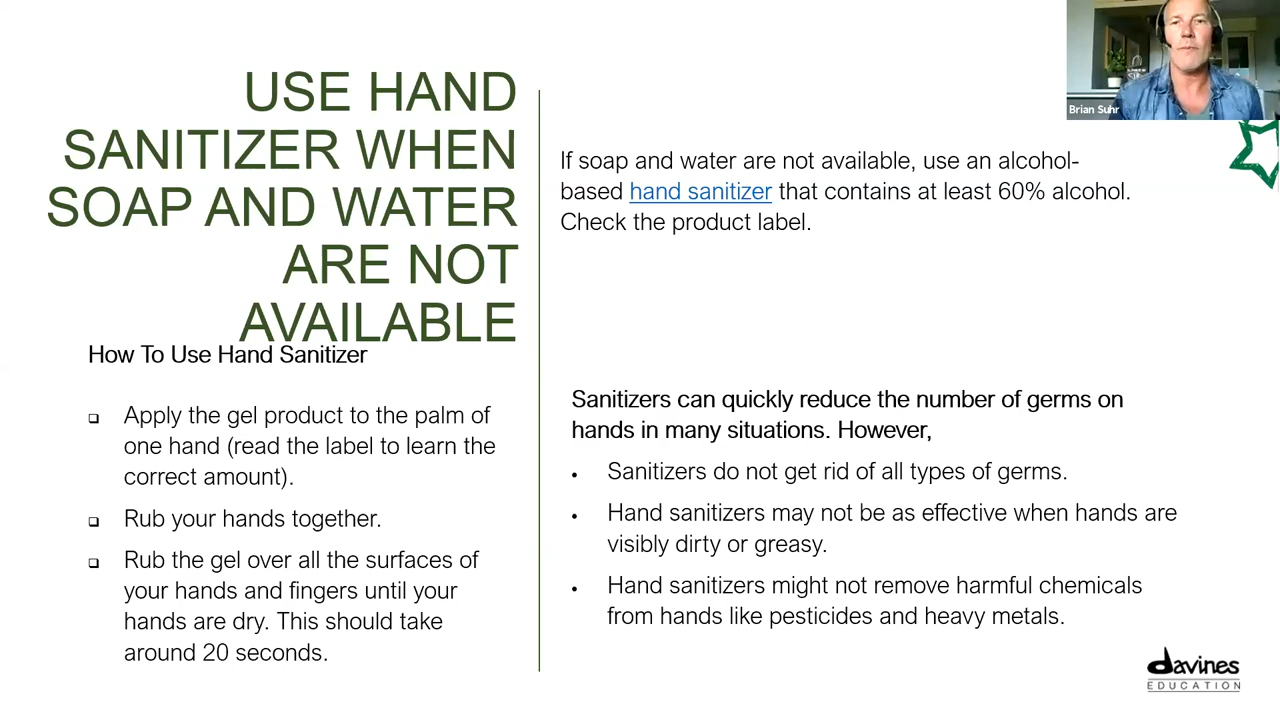 USE HAND
SANITIZER WHEN
SOAP AND WATER
ARE NOT
AVAILABLE
How To Use Hand Sanitizer
❑ Apply the gel product to the palm of
one hand (read the label to learn the
correct amount).
❑ Rub your hands together.
❑ Rub the gel over all the surfaces of
your hands and fingers until your
hands are dry. This should take
around 20 seconds.
If soap and water are not available, use an alcohol-
based hand sanitizer that contains at least 60% alcohol.
Check the product label.
Sanitizers can quickly reduce the number of germs on
hands in many situations. However,
• Sanitizers do not get rid of all types of germs.
• Hand sanitizers may not be as effective when hands are
visibly dirty or greasy.
• Hand sanitizers might not remove harmful chemicals
from hands like pesticides and heavy metals.
Brian Suhr
davines
EDUCATION